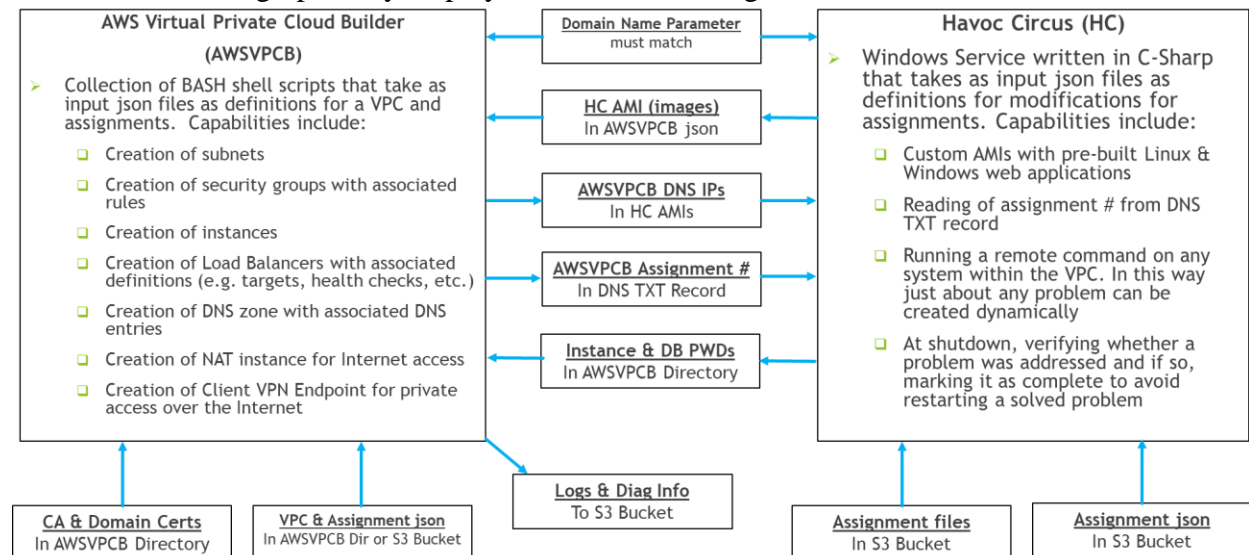 AWS Virtual Private Cloud Builder
(AWSVPCB)
Collection of BASH shell scripts that take as
input json files as definitions for a VPC and
assignments. Capabilities include:
Creation of subnets
Creation of security groups with associated
rules
Creation of instances
Creation of Load Balancers with associated
definitions (e.g. targets, health checks, etc.)
Creation of DNS zone with associated DNS
entries
Creation of NAT instance for Internet access
Creation of Client VPN Endpoint for private
access over the Internet
Domain Name Parameter
must match
HC AMI (images)
In AWSVPCB json
AWSVPCB DNS IPs
In HC AMIs
AWSVPCB Assignment #
In DNS TXT Record
Instance & DB PWDs
In AWSVPCB Directory
Havoc Circus (HC)
Windows Service written in C-Sharp
that takes as input json files as
definitions for modifications for
assignments. Capabilities include:
Custom AMIs with pre-built Linux &
Windows web applications
Reading of assignment # from DNS
TXT record
Running a remote command on any
system within the VPC. In this way
just about any problem can be
created dynamically
At shutdown, verifying whether a
problem was addressed and if so,
marking it as complete to avoid
restarting a solved problem
CA & Domain Certs
In AWSVPCB Directory
VPC & Assignment json
In AWSVPCB Dir or S3 Bucket
Logs & Diag Info
To S3 Bucket
Assignment files
In S3 Bucket
Assignment json
In S3 Bucket